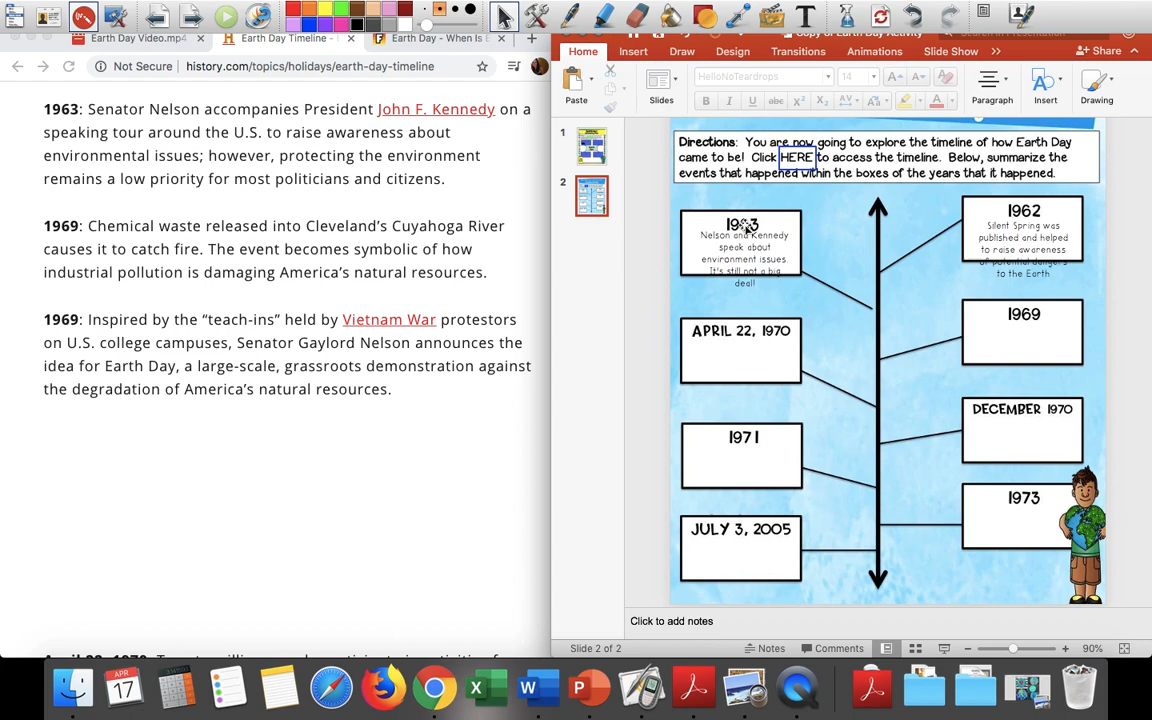 Earth Day Video.mp4
Earth Day Timeline -
Earth Day - When Is E
Not Secure | history.com/topics/holidays/earth-day-timeline
1963: Senator Nelson accompanies President John F. Kennedy on a
speaking tour around the U.S. to raise awareness about
environmental issues; however, protecting the environment
remains a low priority for most politicians and citizens.
1969: Chemical waste released into Cleveland's Cuyahoga River
causes it to catch fire. The event becomes symbolic of how
industrial pollution is damaging America's natural resources.
1969: Inspired by the “teach-ins” held by Vietnam War protestors
on U.S. college campuses, Senator Gaylord Nelson announces the
idea for Earth Day, a large-scale, grassroots demonstration against
the degradation of America's natural resources.
Home
Insert
Draw
Design
Transitions
Animations
Slide Show
Share
Paste
Slides
HelloNoTeardrops
14
Paragraph
Insert
Drawing
1
2
Directions: You are now going to explore the timeline of how Earth Day
came to be! Click HERE to access the timeline. Below, summarize the
events that happened within the boxes of the years that it happened.
1963
Nelson and Kennedy
speak about
environment issues.
It's still not a big
deal!
1962
Silent Spring was
published and helped
to raise awareness
of potential dangers
to the Earth
APRIL 22, 1970
1969
1971
DECEMBER 1970
JULY 3, 2005
1973
Click to add notes
Slide 2 of 2
Notes
Comments
90%
APR
17